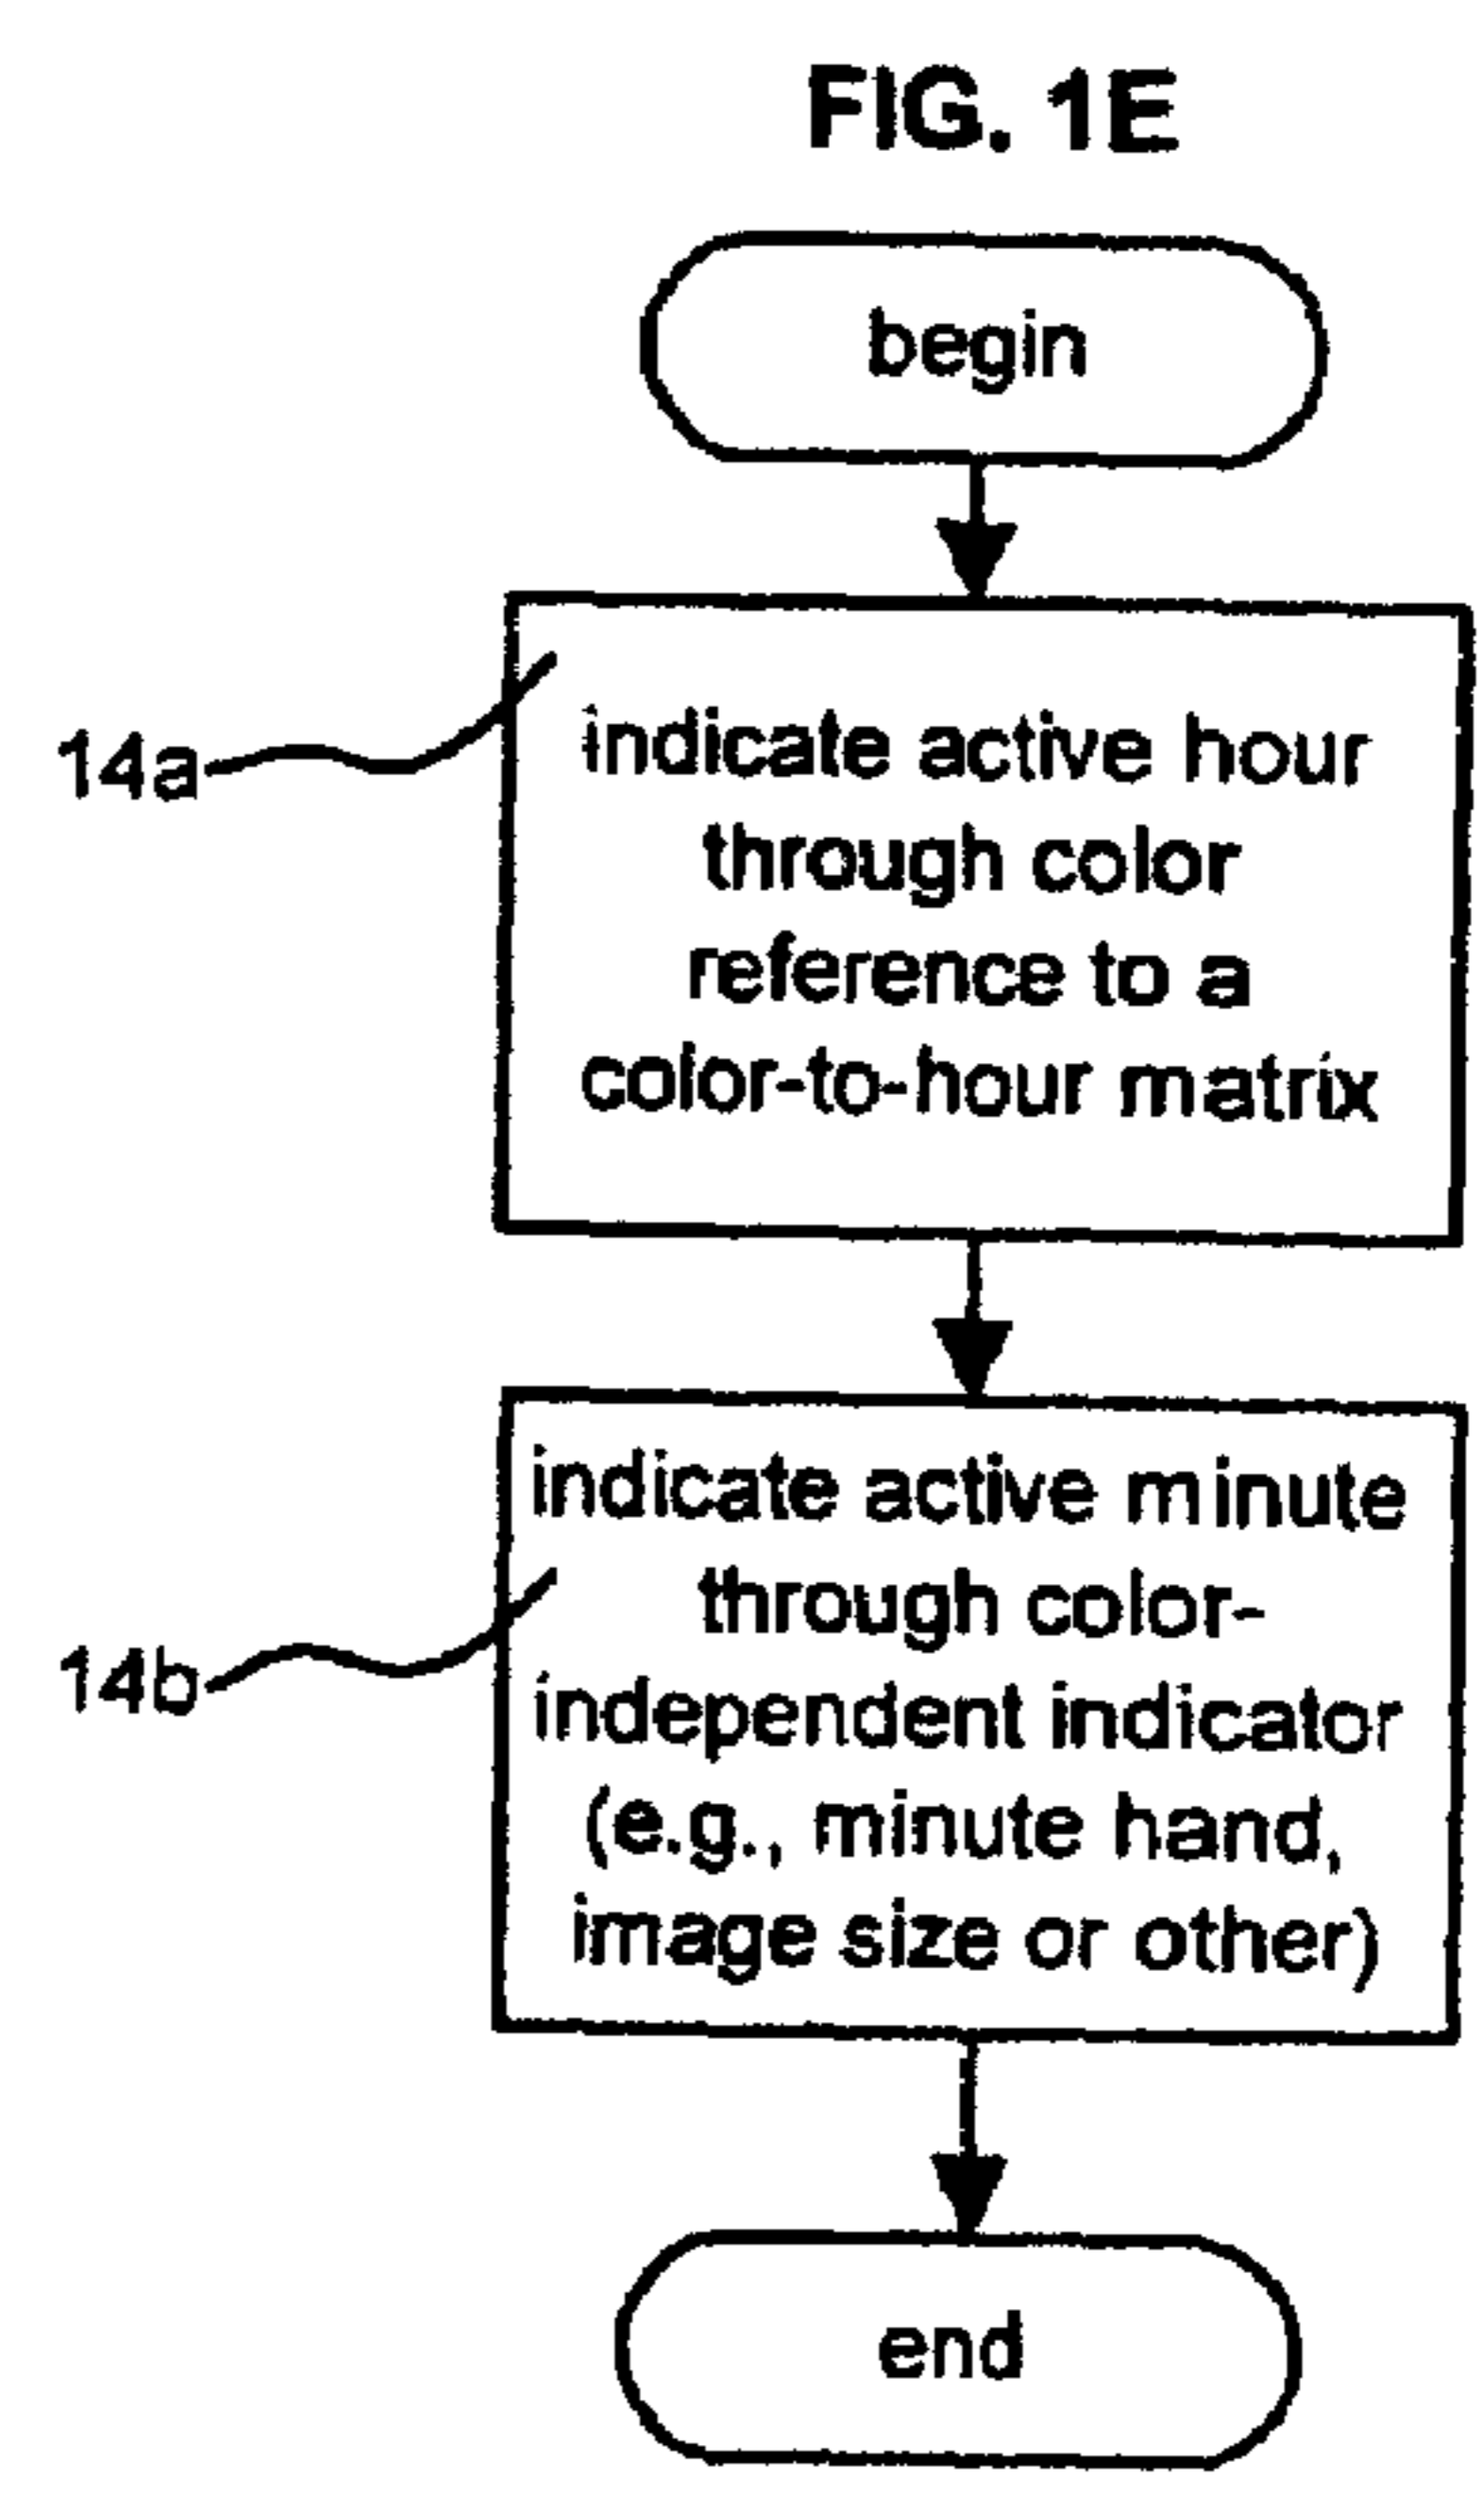 FIG. 1E
begin
14a
indicate active hour
through color
reference to a
color-to-hour matrix
indicate active minute
through color-
14b
independent indicator
(e.g., minute hand,
image size or other)
end